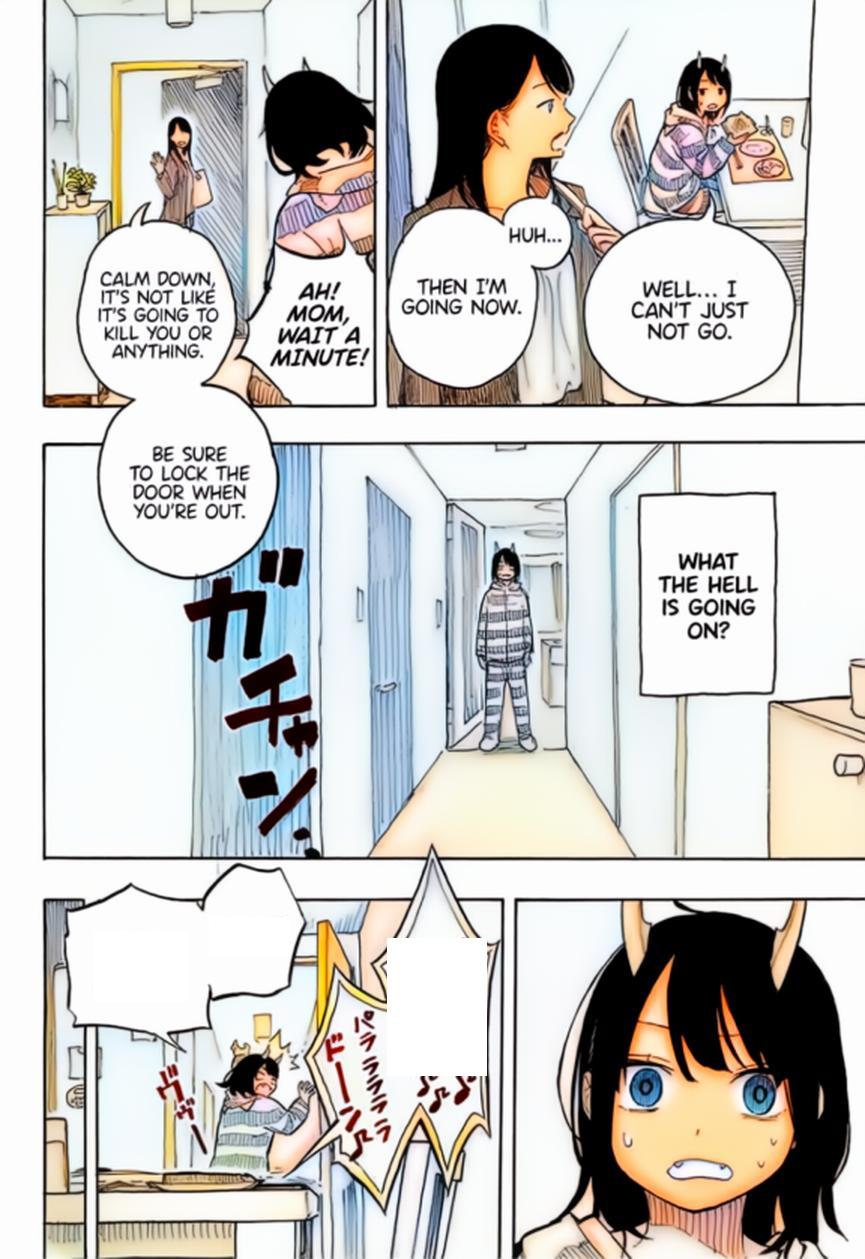 HUH...
WELL... I
CAN'T JUST
NOT GO.
THEN I'M
GOING NOW.
AH!
MOM,
WAIT A
MINUTE!
CALM DOWN,
IT'S NOT LIKE
IT'S GOING TO
KILL YOU OR
ANYTHING.
BE SURE
TO LOCK THE
DOOR WHEN
YOU'RE OUT.
WHAT
THE HELL
IS GOING
ON?
ガチャン
パララララララ
ドーン♪
ヴヴー